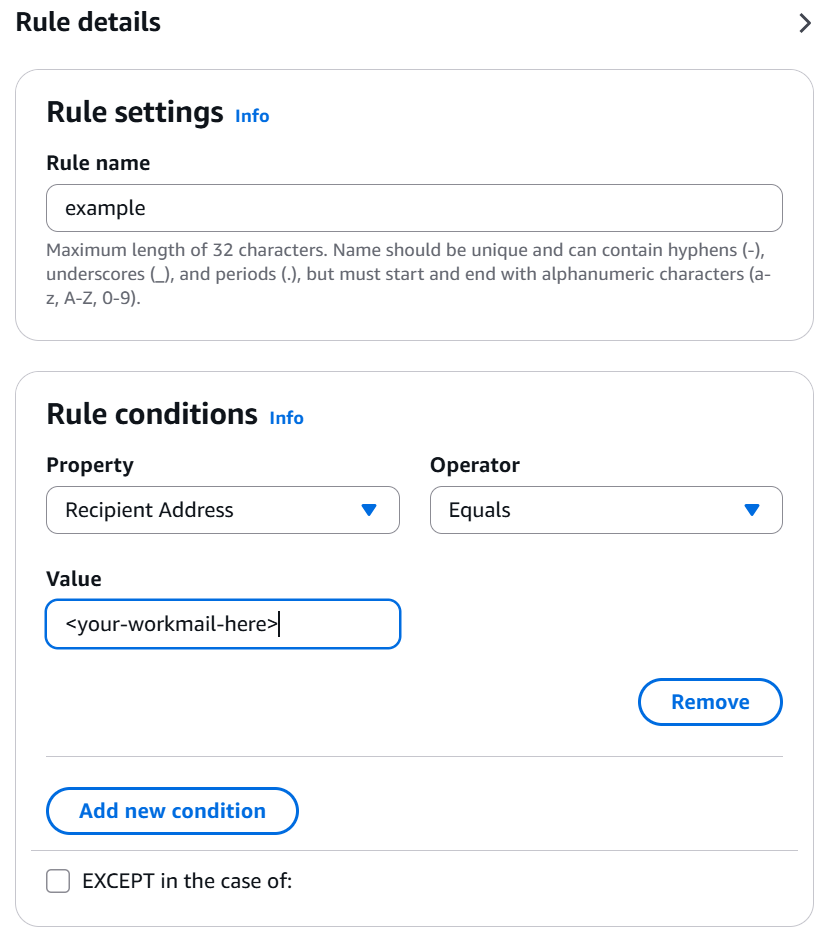 Rule details
Rule settings Info
Rule name
example
Maximum length of 32 characters. Name should be unique and can contain hyphens (-),
underscores (_), and periods (.), but must start and end with alphanumeric characters (a-
z, A-Z, 0-9).
Rule conditions Info
Property Operator
Recipient Address Equals
Value
<your-workmail-here>
Remove
Add new condition
EXCEPT in the case of: